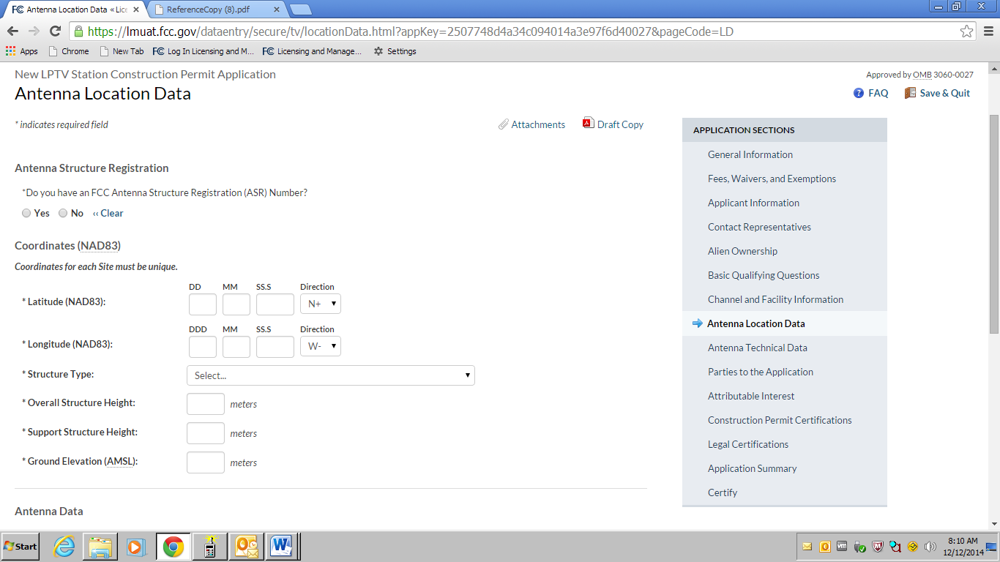 Antenna Location Data « Lice
ReferenceCopy (8).pdf
https://lmuat.fcc.gov/dataentry/secure/tv/locationData.html?appKey=2507748d4a34c094014a3e97f6d40027&pageCode=LD
Apps
Chrome
New Tab
Log In Licensing and M...
Licensing and Manage...
Settings
New LPTV Station Construction Permit Application
Approved by OMB 3060-0027
Antenna Location Data
FAQ
Save & Quit
* indicates required field
Attachments
Draft Copy
Antenna Structure Registration
*Do you have an FCC Antenna Structure Registration (ASR) Number?
Yes No ‹‹ Clear
Coordinates (NAD83)
Coordinates for each Site must be unique.
DD MM SS.S Direction
* Latitude (NAD83): N+
DDD MM SS.S Direction
* Longitude (NAD83): W-
* Structure Type: Select...
* Overall Structure Height: meters
* Support Structure Height: meters
* Ground Elevation (AMSL): meters
Antenna Data
APPLICATION SECTIONS
General Information
Fees, Waivers, and Exemptions
Applicant Information
Contact Representatives
Alien Ownership
Basic Qualifying Questions
Channel and Facility Information
Antenna Location Data
Antenna Technical Data
Parties to the Application
Attributable Interest
Construction Permit Certifications
Legal Certifications
Application Summary
Certify
Start
8:10 AM
12/12/2014